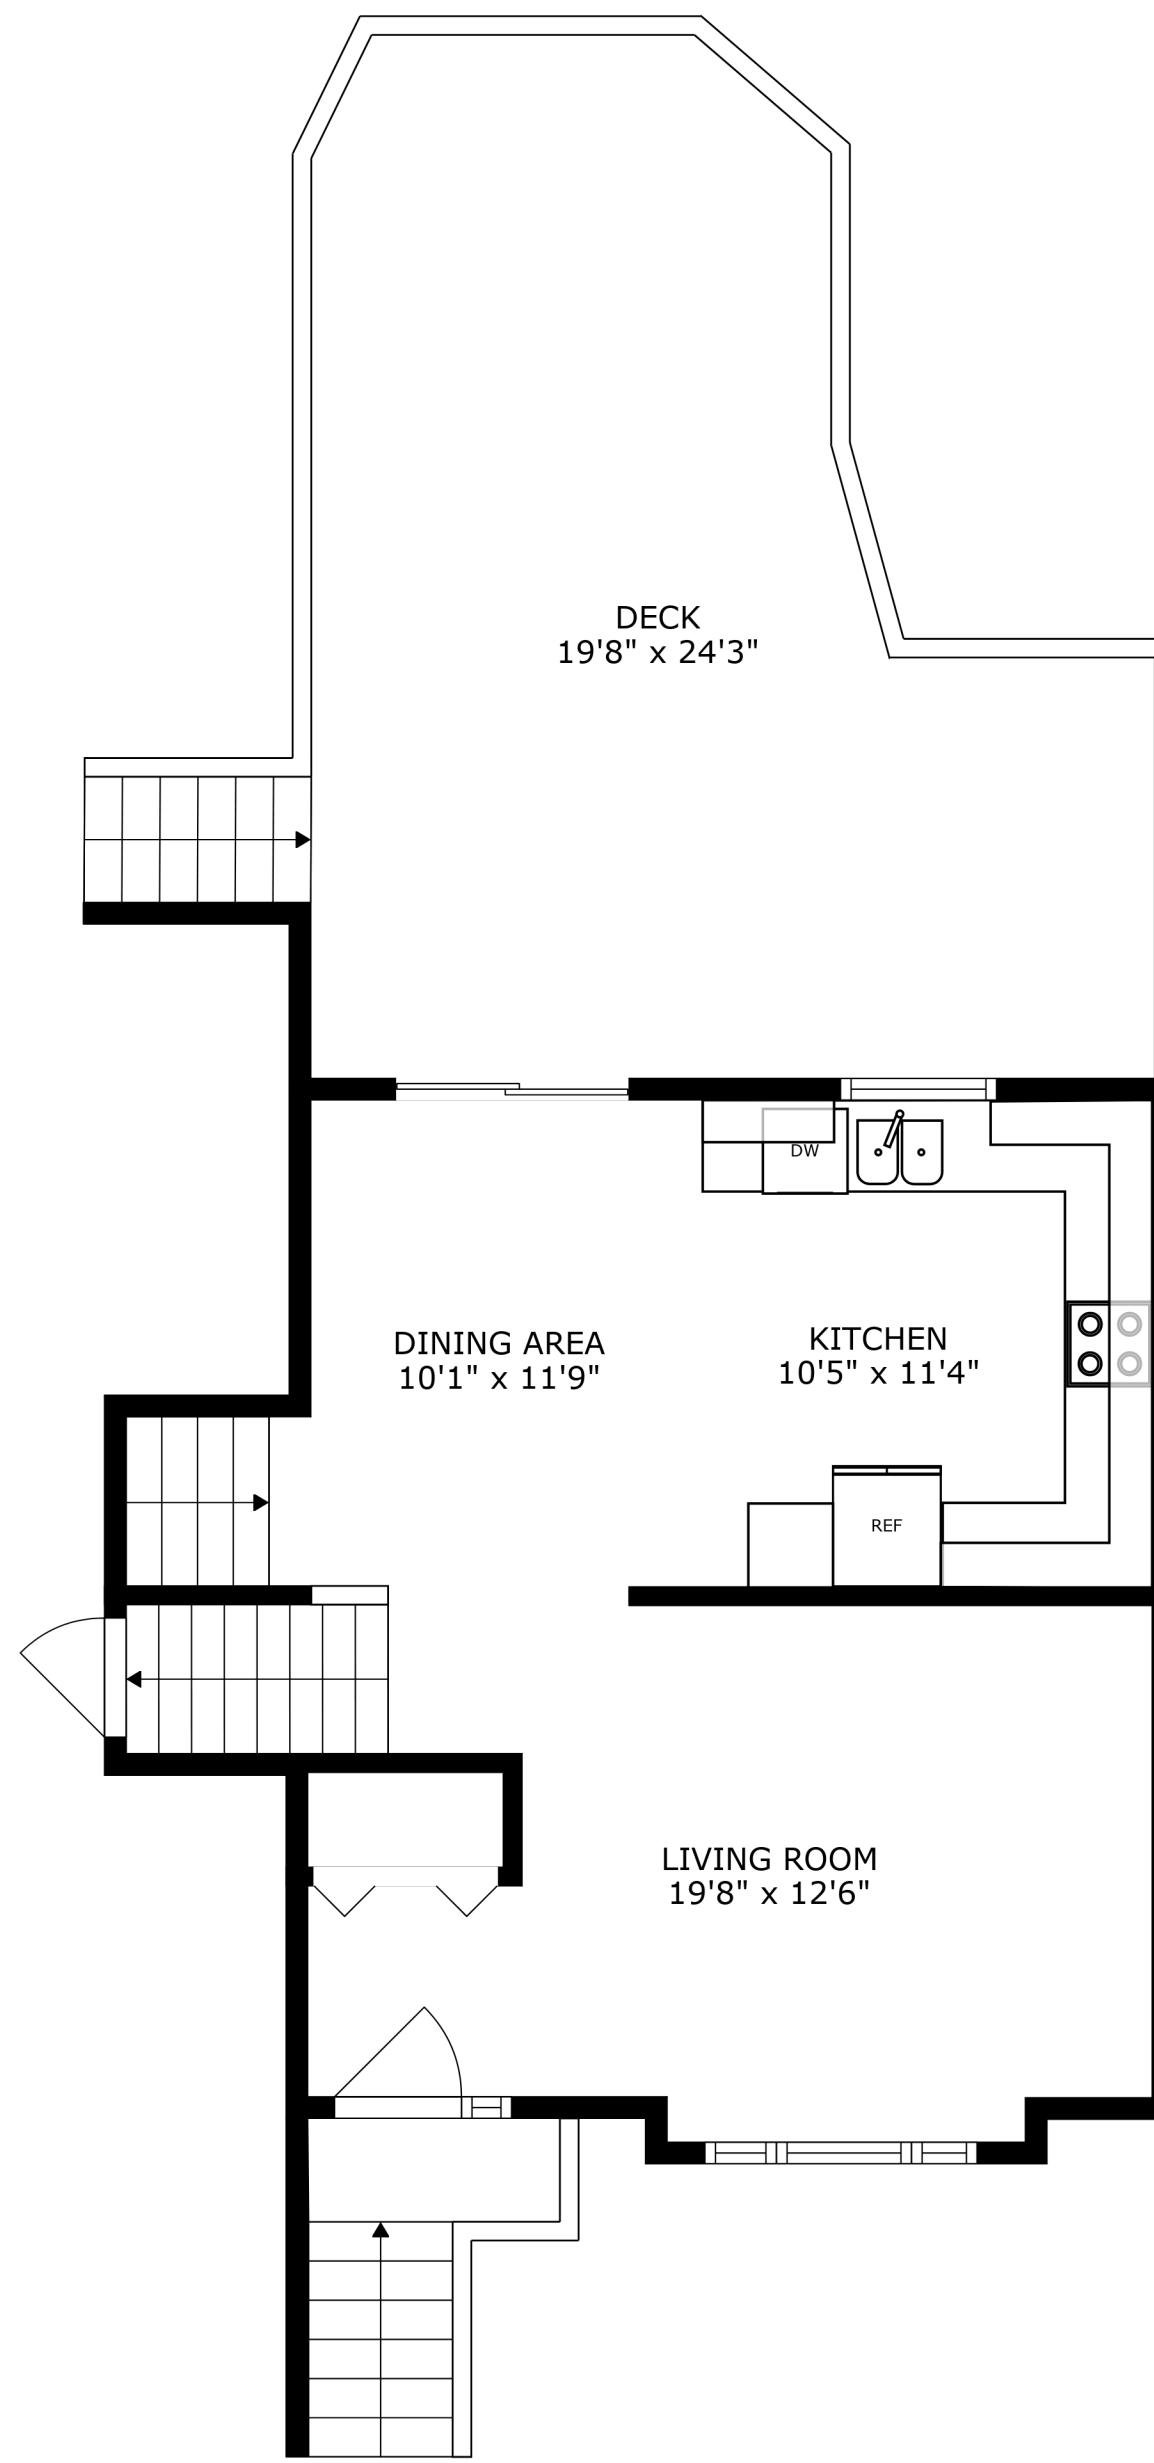 DECK
19'8" x 24'3"
DW
DINING AREA
10'1" x 11'9"
KITCHEN
10'5" x 11'4"
REF
LIVING ROOM
19'8" x 12'6"